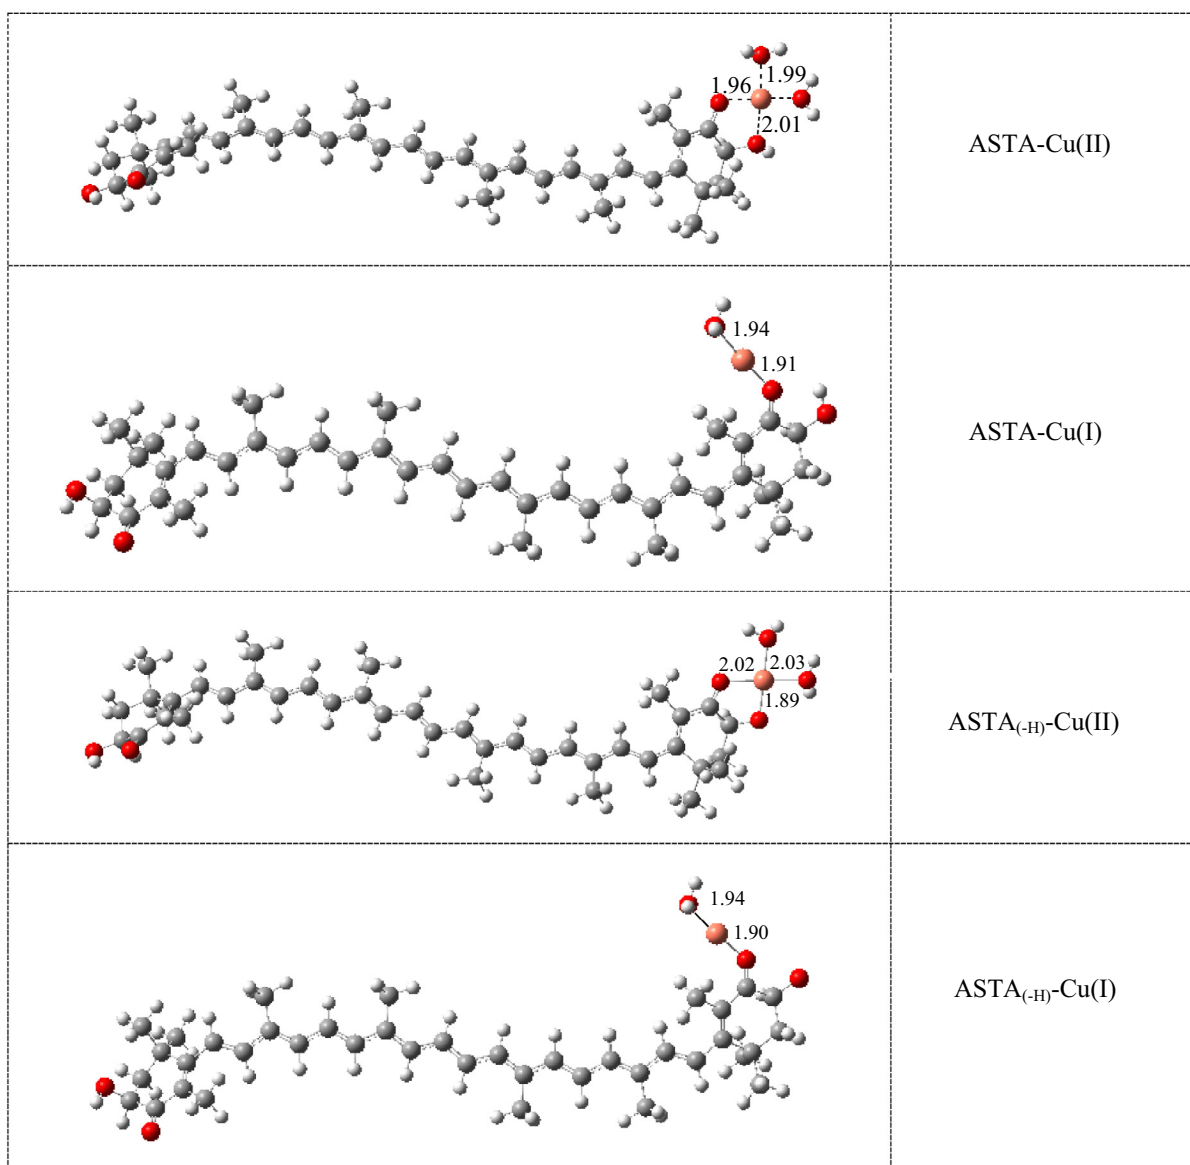 1.96
1.99
2.01
ASTA-Cu(II)
1.94
1.91
ASTA-Cu(I)
2.02
2.03
1.89
ASTA(-H)-Cu(II)
1.94
1.90
ASTA(-H)-Cu(I)